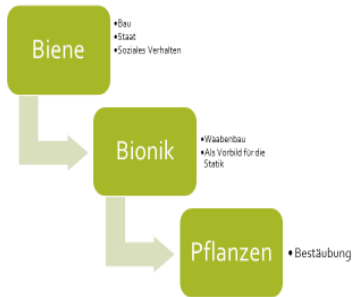 Biene
•Bau
•Staat
•Soziales Verhalten
Bionik
•Waabenbau
•Als Vorbild für die
Statik
Pflanzen
•Bestäubung